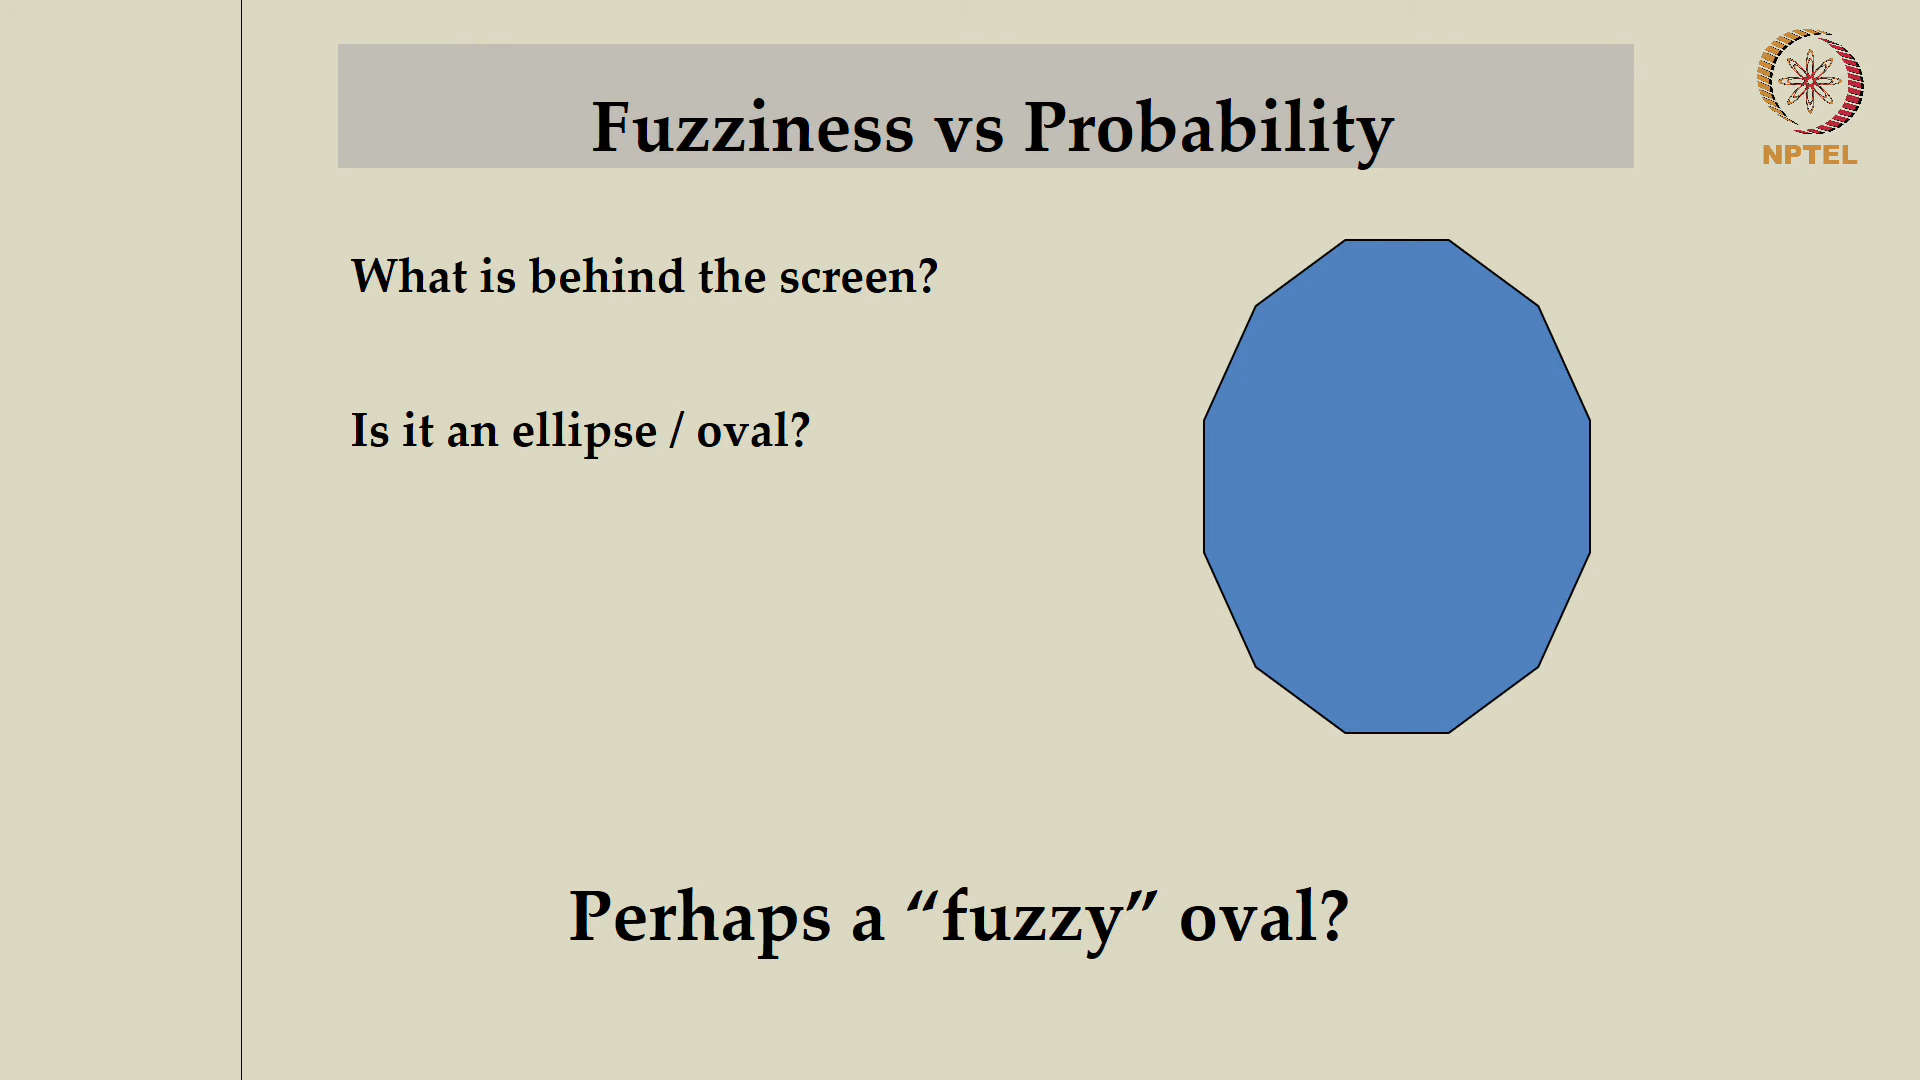 Fuzziness vs Probability
NPTEL
What is behind the screen?
Is it an ellipse / oval?
Perhaps a “fuzzy” oval?